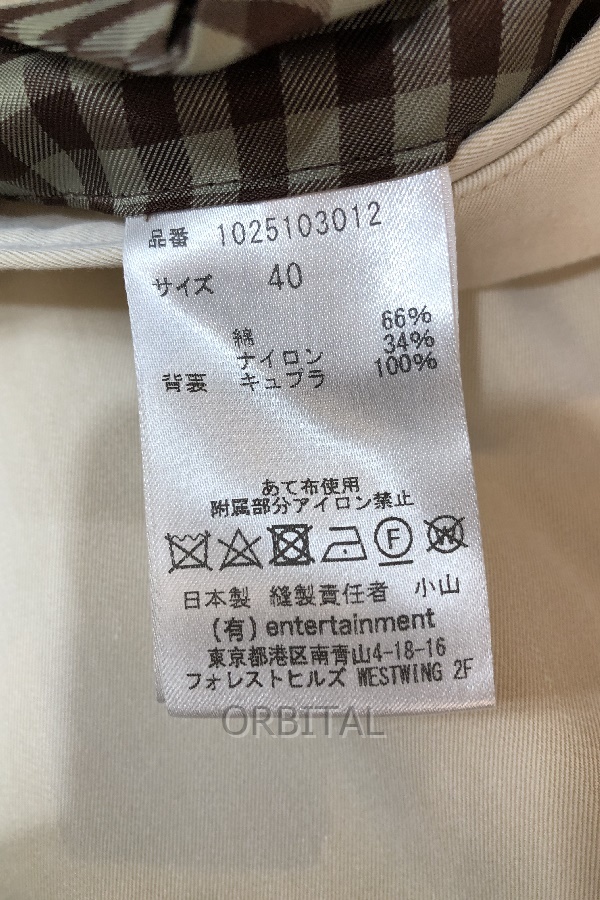 品番 1025103012
サイズ 40
綿 66%
ナイロン 34%
背裏 キュプラ 100%
あて布使用
附属部分アイロン禁止
F W
日本製 縫製責任者 小山
(有) entertainment
東京都港区南青山4-18-16
フォレストヒルズ WESTWING 2F
ORBITAL